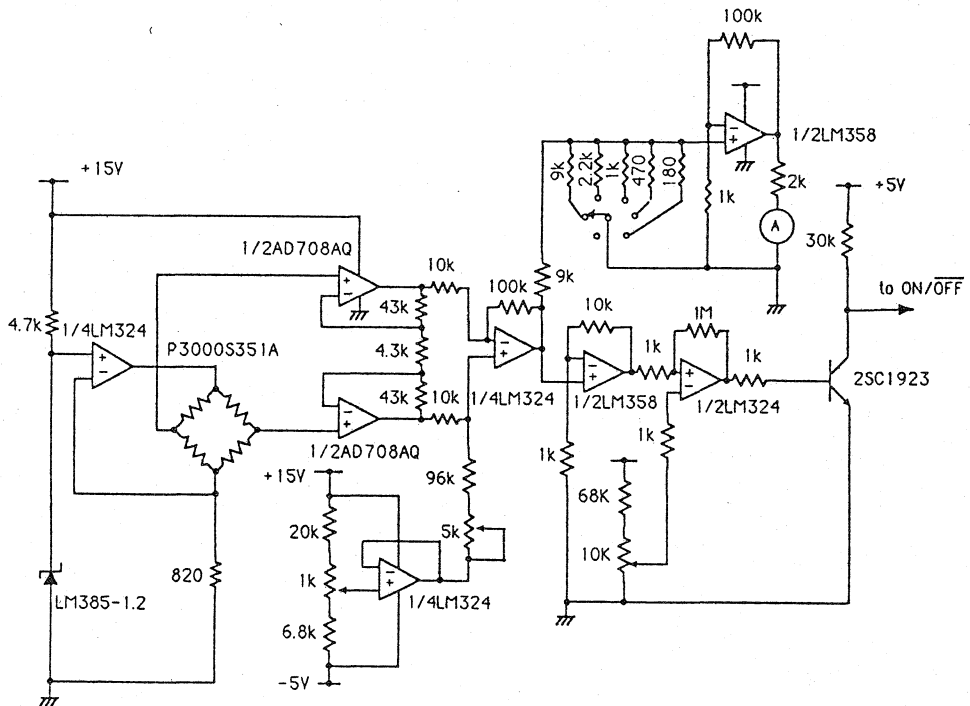 100k
1/2LM358
9k
2.2k
1k
470
180
1k
2k
A
+5V
30k
to ON/OFF
+15V
1/2AD708AQ
10k
100k
9k
43k
4.7k
1/4LM324
P3000S351A
4.3k
10k
1M
1k
1k
2SC1923
43k
10k
1/4LM324
1/2LM358
1/2LM324
1/2AD708AQ
1k
1k
+15V
96k
68K
20k
5k
10K
820
1k
LM385-1.2
1/4LM324
6.8k
-5V